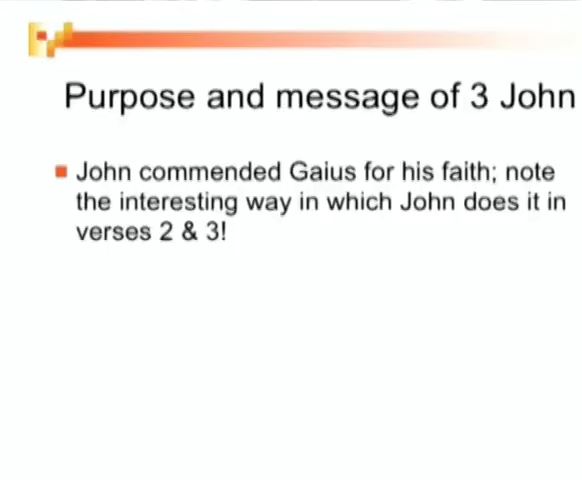 Purpose and message of 3 John
John commended Gaius for his faith; note
the interesting way in which John does it in
verses 2 & 3!